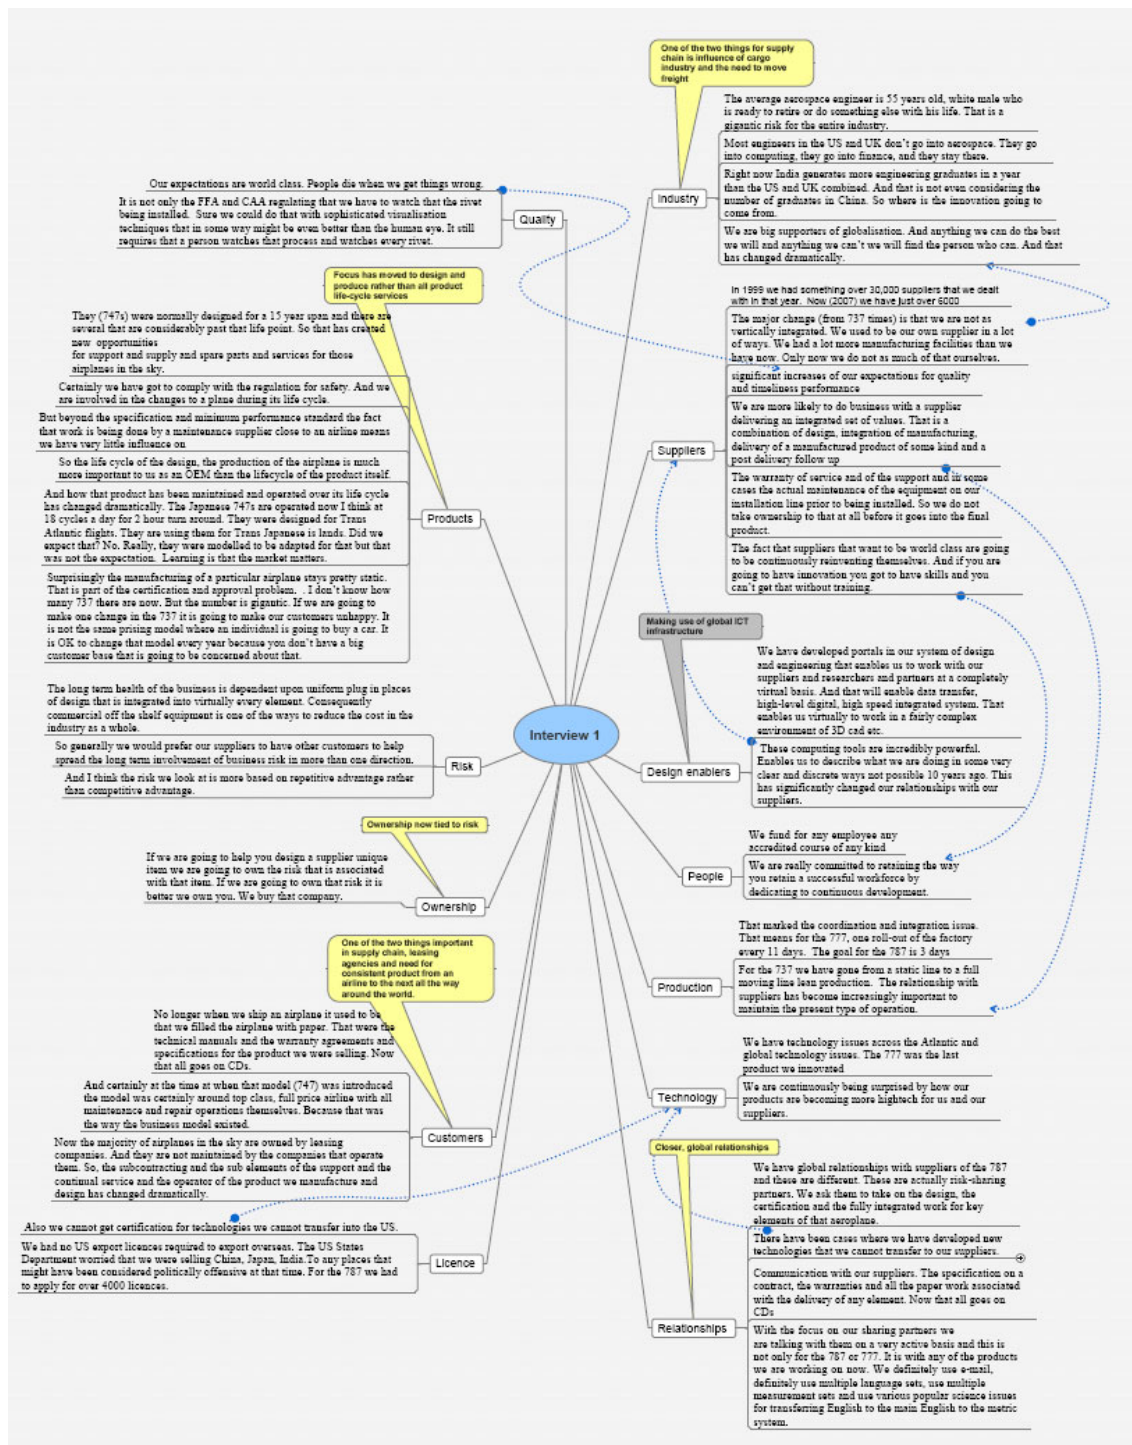 One of the two things for supply
chain is influence of cargo
industry and the need to move
freight
The average aerospace engineer is 55 years old, white male who
is ready to retire or do something else with his life. That is a
gigantic risk for the entire industry.
Most engineers in the US and UK don't go into aerospace. They go
into computing, they go into finance, and they stay there.
Right now India generates more engineering graduates in a year
than the US and UK combined. And that is not even considering the
number of graduates in China. So where is the innovation going to
come from.
We are big supporters of globalisation. And anything we can do the best
we will and anything we can't we will find the person who can. And that
has changed dramatically.
Industry
Our expectations are world class. People die when we get things wrong.
It is not only the FFA and CAA regulating that we have to watch that the rivet
being installed. Sure we could do that with sophisticated visualisation
techniques that in some way might be even better than the human eye. It still
requires that a person watches that process and watches every rivet.
Quality
Focus has moved to design and
produce rather than all product
life-cycle services
They (747s) were normally designed for a 15 year span and there are
several that are considerably past that life point. So that has created
new opportunities
for support and supply and spare parts and services for those
airplanes in the sky.
Certainly we have got to comply with the regulation for safety. And we
are involved in the changes to a plane during its life cycle.
But beyond the specification and minimum performance standard the fact
that work is being done by a maintenance supplier close to an airline means
we have very little influence on
So the life cycle of the design, the production of the airplane is much
more important to us as an OEM than the lifecycle of the product itself.
And how that product has been maintained and operated over its life cycle
has changed dramatically. The Japanese 747s are operated now I think at
18 cycles a day for 2 hour turn around. They were designed for Trans
Atlantic flights. They are using them for Trans Japanese is lands. Did we
expect that? No. Really, they were modelled to be adapted for that but that
was not the expectation. Learning is that the market matters.
Surprisingly the manufacturing of a particular airplane stays pretty static.
That is part of the certification and approval problem. . I don't know how
many 737 there are now. But the number is gigantic. If we are going to
make one change in the 737 it is going to make our customers unhappy. It
is not the same prising model where an individual is going to buy a car. It
is OK to change that model every year because you don't have a big
customer base that is going to be concerned about that.
Products
In 1999 we had something over 30,000 suppliers that we dealt
with in that year. Now (2007) we have just over 6000
The major change (from 737 times) is that we are not as
vertically integrated. We used to be our own supplier in a lot
of ways. We had a lot more manufacturing facilities than we
have now. Only now we do not as much of that ourselves.
significant increases of our expectations for quality
and timeliness performance
We are more likely to do business with a supplier
delivering an integrated set of values. That is a
combination of design, integration of manufacturing,
delivery of a manufactured product of some kind and a
post delivery follow up
The warranty of service and of the support and in some
cases the actual maintenance of the equipment on our
installation line prior to being installed. So we do not
take ownership to that at all before it goes into the final
product.
The fact that suppliers that want to be world class are going
to be continuously reinventing themselves. And if you are
going to have innovation you got to have skills and you
can't get that without training.
Suppliers
Making use of global ICT
infrastructure
We have developed portals in our system of design
and engineering that enables us to work with our
suppliers and researchers and partners at a completely
virtual basis. And that will enable data transfer,
high-level digital, high speed integrated system. That
enables us virtually to work in a fairly complex
environment of 3D cad etc.
These computing tools are incredibly powerful.
Enables us to describe what we are doing in some very
clear and discrete ways not possible 10 years ago. This
has significantly changed our relationships with our
suppliers.
Design enablers
Interview 1
The long term health of the business is dependent upon uniform plug in places
of design that is integrated into virtually every element. Consequently
commercial off the shelf equipment is one of the ways to reduce the cost in the
industry as a whole.
So generally we would prefer our suppliers to have other customers to help
spread the long term involvement of business risk in more than one direction.
And I think the risk we look at is more based on repetitive advantage rather
than competitive advantage.
Risk
Ownership now tied to risk
If we are going to help you design a supplier unique
item we are going to own the risk that is associated
with that item. If we are going to own that risk it is
better we own you. We buy that company.
Ownership
We fund for any employee any
accredited course of any kind
We are really committed to retaining the way
you retain a successful workforce by
dedicating to continuous development.
People
That marked the coordination and integration issue.
That means for the 777, one roll-out of the factory
every 11 days. The goal for the 787 is 3 days
For the 737 we have gone from a static line to a full
moving line lean production. The relationship with
suppliers has become increasingly important to
maintain the present type of operation.
Production
One of the two things important
in supply chain, leasing
agencies and need for
consistent product from an
airline to the next all the way
around the world.
No longer when we ship an airplane it used to be
that we filled the airplane with paper. That were the
technical manuals and the warranty agreements and
specifications for the product we were selling. Now
that all goes on CDs.
And certainly at the time at when that model (747) was introduced
the model was certainly around top class, full price airline with all
maintenance and repair operations themselves. Because that was
the way the business model existed.
Now the majority of airplanes in the sky are owned by leasing
companies. And they are not maintained by the companies that operate
them. So, the subcontracting and the sub elements of the support and the
continual service and the operator of the product we manufacture and
design has changed dramatically.
Customers
We have technology issues across the Atlantic and
global technology issues. The 777 was the last
product we innovated
We are continuously being surprised by how our
products are becoming more hightech for us and our
suppliers.
Technology
Also we cannot get certification for technologies we cannot transfer into the US.
We had no US export licences required to export overseas. The US States
Department worried that we were selling China, Japan, India.To any places that
might have been considered politically offensive at that time. For the 787 we had
to apply for over 4000 licences.
Licence
Closer, global relationships
We have global relationships with suppliers of the 787
and these are different. These are actually risk-sharing
partners. We ask them to take on the design, the
certification and the fully integrated work for key
elements of that aeroplane.
There have been cases where we have developed new
technologies that we cannot transfer to our suppliers.
Communication with our suppliers. The specification on a
contract, the warranties and all the paper work associated
with the delivery of any element. Now that all goes on
CDs
With the focus on our sharing partners we
are talking with them on a very active basis and this is
not only for the 787 or 777. It is with any of the products
we are working on now. We definitely use e-mail,
definitely use multiple language sets, use multiple
measurement sets and use various popular science issues
for transferring English to the main English to the metric
system.
Relationships